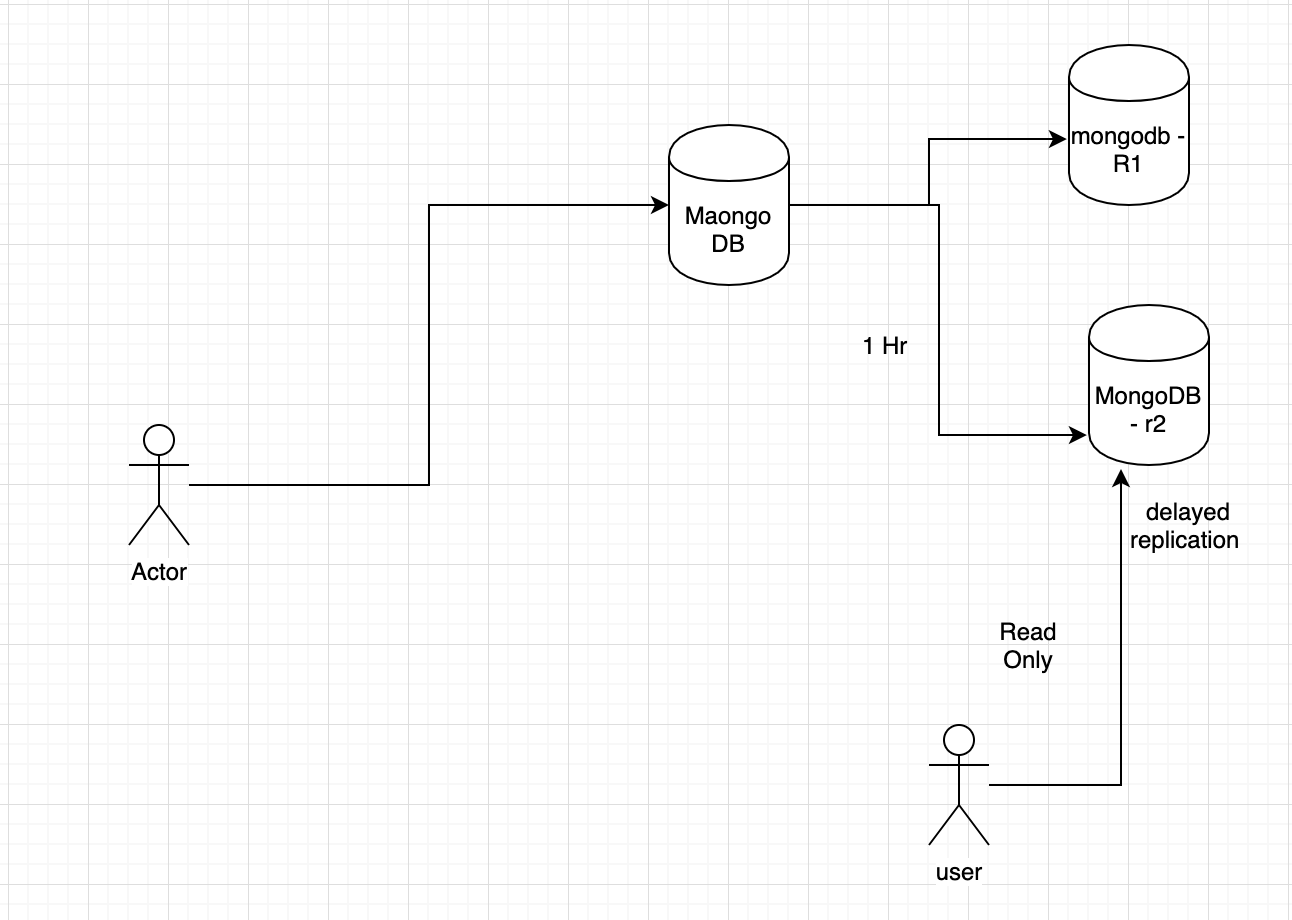 mongodb -
R1
Maongo
DB
1 Hr
MongoDB
- r2
delayed
replication
Actor
Read
Only
user